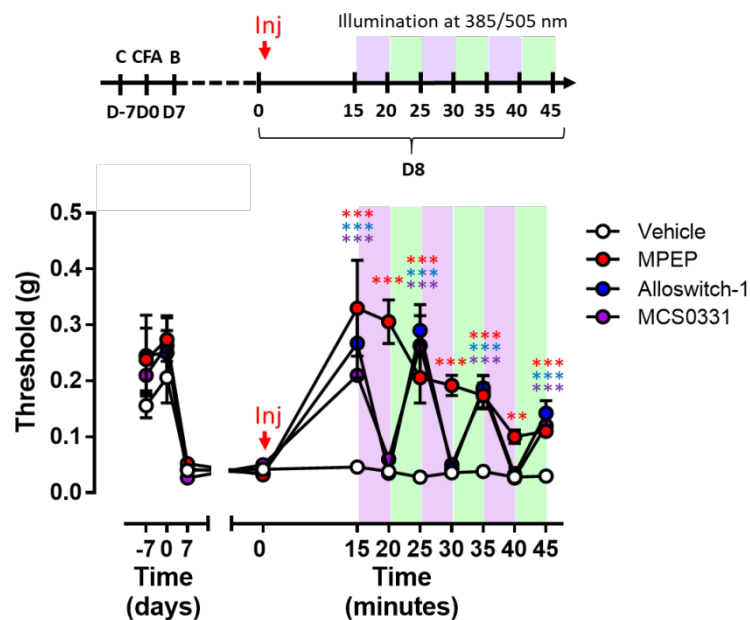 Inj
Illumination at 385/505 nm
C CFA B
D-7 D0 D7
0 15 20 25 30 35 40 45
D8
0.5
0.4
0.3
0.2
0.1
0.0
Threshold (g)
***
***
***
***
***
***
***
***
***
***
***
**
***
***
***
Inj
Vehicle
MPEP
Alloswitch-1
MCS0331
-7 0 7
0 15 20 25 30 35 40 45
Time
(days)
Time
(minutes)